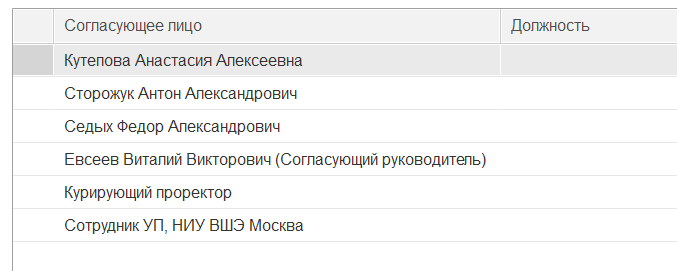 Согласующее лицо Должность
Кутепова Анастасия Алексеевна
Сторожук Антон Александрович
Седых Федор Александрович
Евсеев Виталий Викторович (Согласующий руководитель)
Курирующий проректор
Сотрудник УП, НИУ ВШЭ Москва